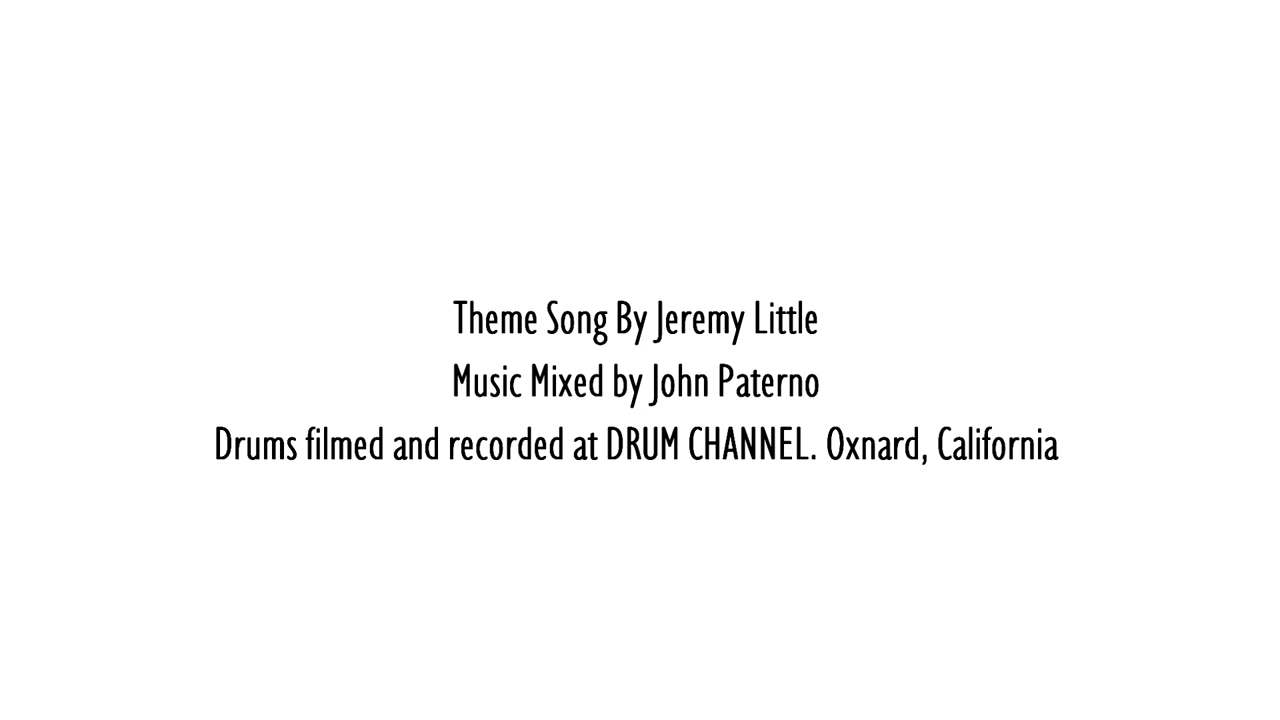 Theme Song By Jeremy Little
Music Mixed by John Paterno
Drums filmed and recorded at DRUM CHANNEL. Oxnard, California